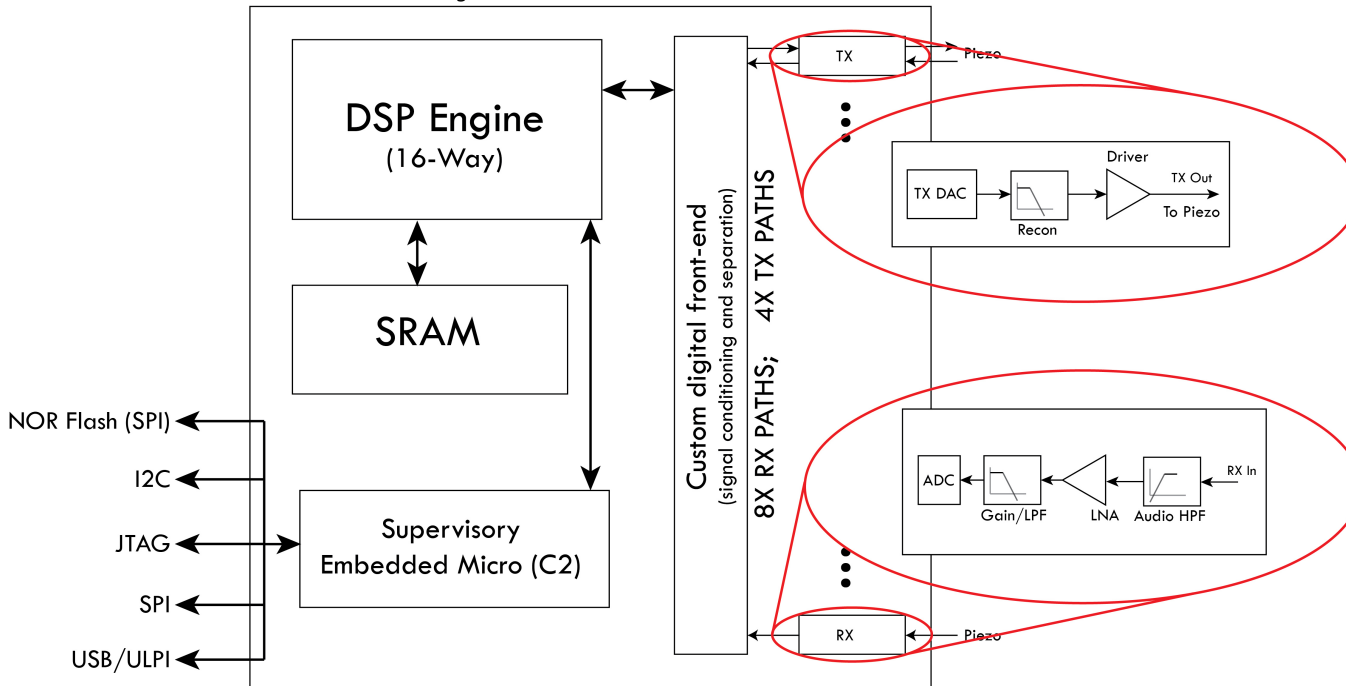 DSP Engine
(16-Way)
SRAM
Supervisory
Embedded Micro (C2)
NOR Flash (SPI)
I2C
JTAG
SPI
USB/ULPI
Custom digital front-end
(signal conditioning and separation)
8X RX PATHS; 4X TX PATHS
TX
Piezo
TX DAC
Recon
Driver
TX Out
To Piezo
ADC
Gain/LPF
LNA
Audio HPF
RX In
RX
Piezo